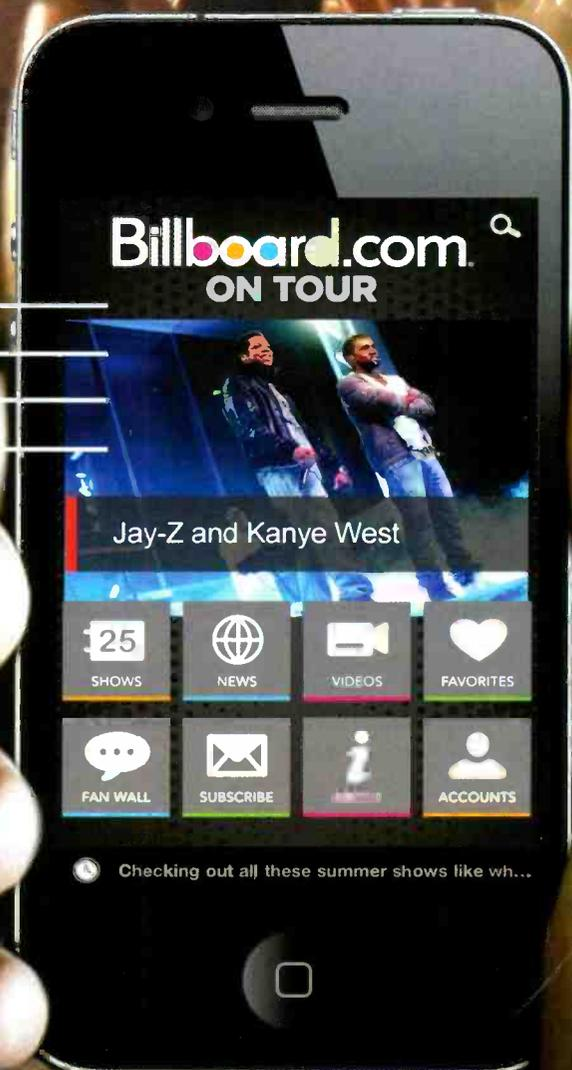 Billboard.com
ON TOUR
Jay-Z and Kanye West
25
SHOWS
NEWS
VIDEOS
FAVORITES
FAN WALL
SUBSCRIBE
i
ACCOUNTS
Checking out all these summer shows like wh...